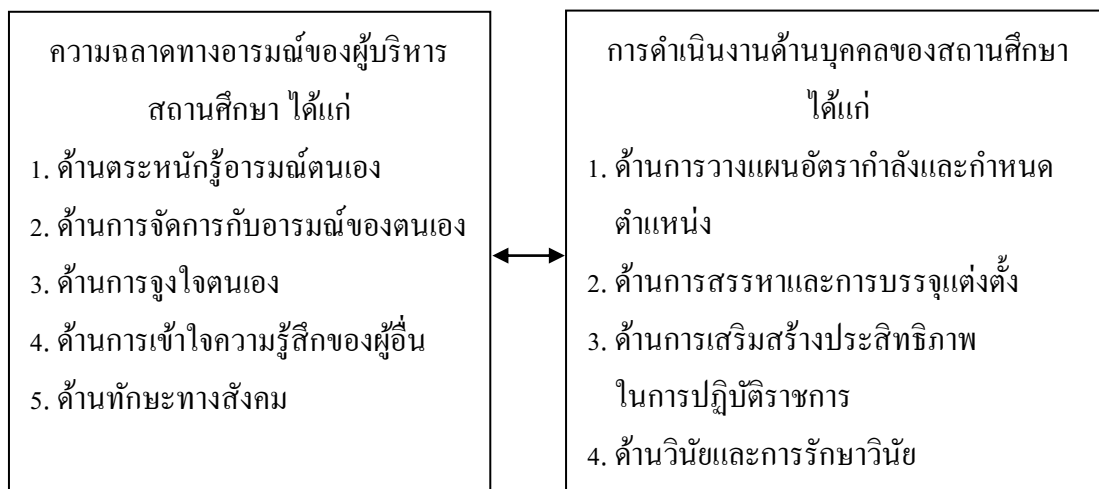 ความฉลาดทางอารมณ์ของผู้บริหาร
สถานศึกษา ได้แก่
1. ด้านตระหนักรู้อารมณ์ตนเอง
2. ด้านการจัดการกับอารมณ์ของตนเอง
3. ด้านการจูงใจตนเอง
4. ด้านการเข้าใจความรู้สึกของผู้อื่น
5. ด้านทักษะทางสังคม
การดำเนินงานด้านบุคคลของสถานศึกษา
ได้แก่
1. ด้านการวางแผนอัตรากำลังและกำหนด
ตำแหน่ง
2. ด้านการสรรหาและการบรรจุแต่งตั้ง
3. ด้านการเสริมสร้างประสิทธิภาพ
ในการปฏิบัติราชการ
4. ด้านวินัยและการรักษาวินัย